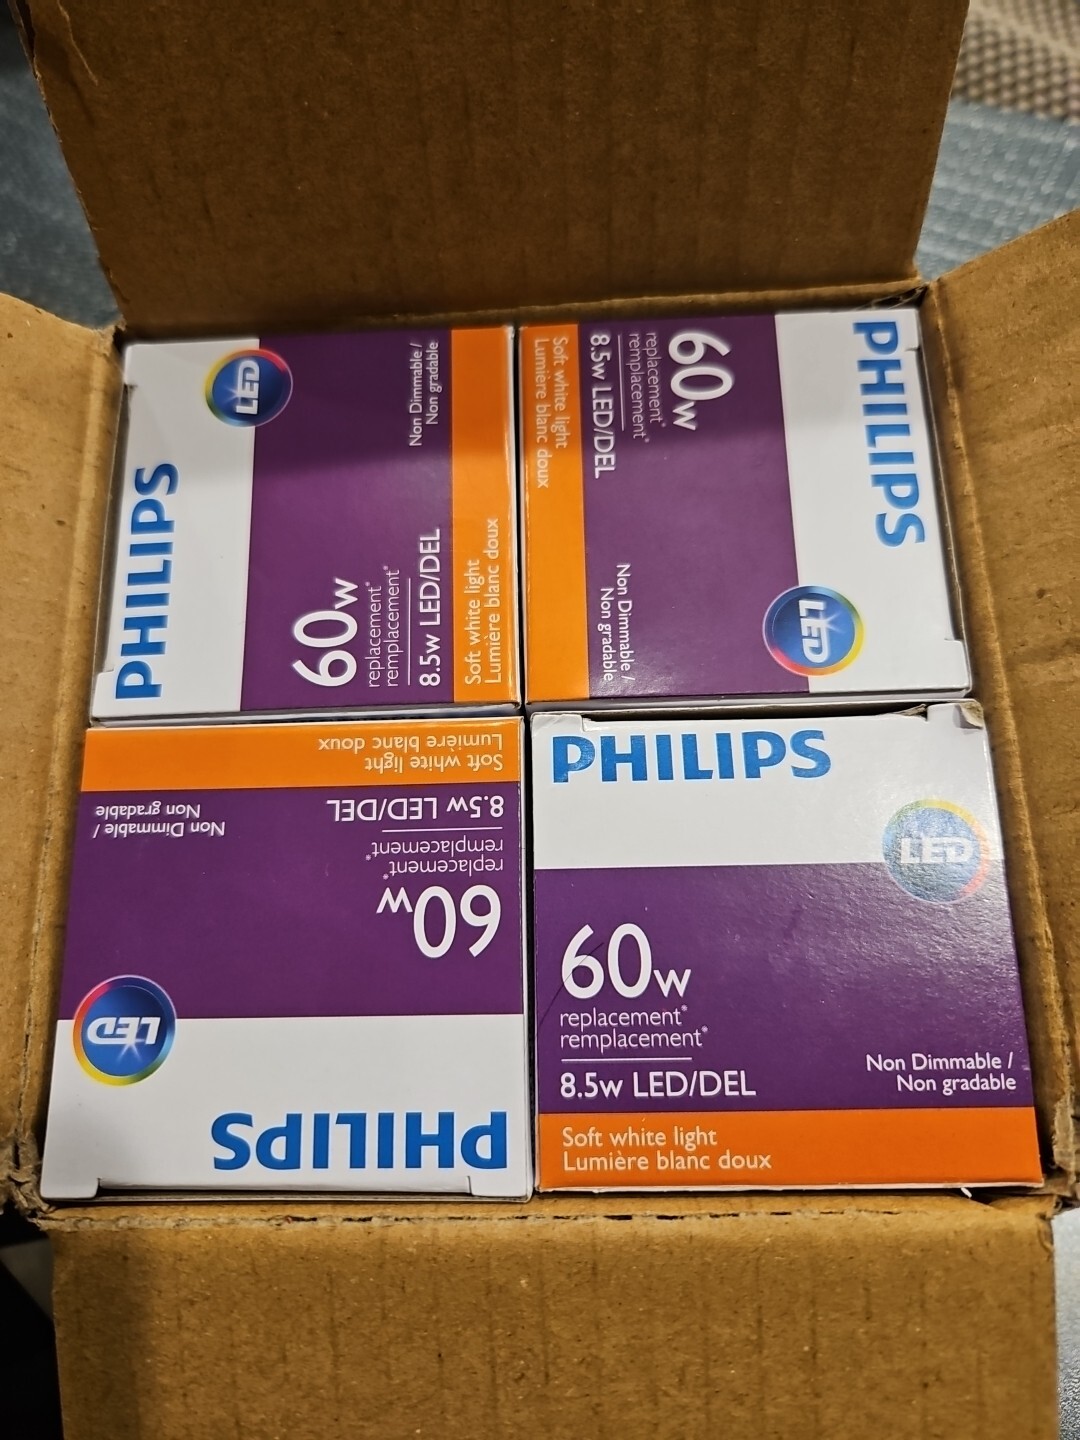 PHILIPS
LED
60w
replacement*
remplacement*
8.5w LED/DEL
Non Dimmable /
Non gradable
Soft white light
Lumière blanc doux
PHILIPS
LED
60w
replacement*
remplacement*
8.5w LED/DEL
Non Dimmable /
Non gradable
Soft white light
Lumière blanc doux
PHILIPS
LED
60w
replacement*
remplacement*
8.5w LED/DEL
Non Dimmable /
Non gradable
Soft white light
Lumière blanc doux
PHILIPS
LED
60w
replacement*
remplacement*
8.5w LED/DEL
Non Dimmable /
Non gradable
Soft white light
Lumière blanc doux